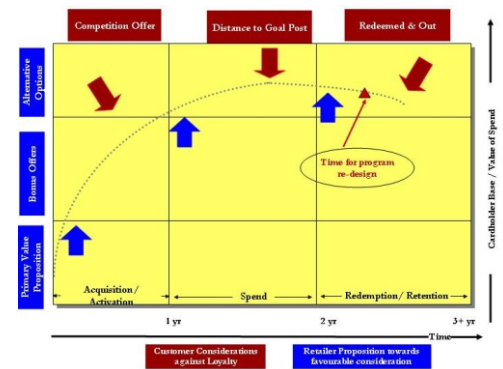 Competition Offer
Distance to Goal Post
Redeemed & Out
Alternative
Options
Bonus Offers
Primary Value
Proposition
Time for program
re-design
Cardholder Base / Value of Spend
Acquisition/
Activation
Spend
Redemption/ Retention
1 yr
2 yr
3+ yr
Time
Customer Considerations
against Loyalty
Retailer Proposition towards
favourable consideration